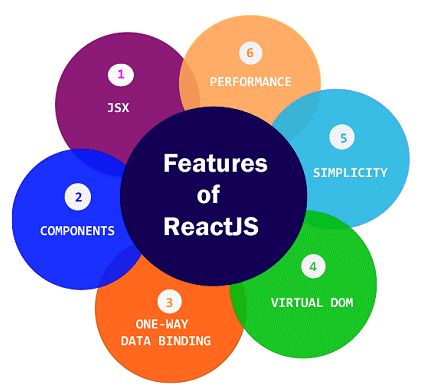 Features
of
ReactJS
1
JSX
2
COMPONENTS
3
ONE-WAY
DATA BINDING
4
VIRTUAL DOM
5
SIMPLICITY
6
PERFORMANCE